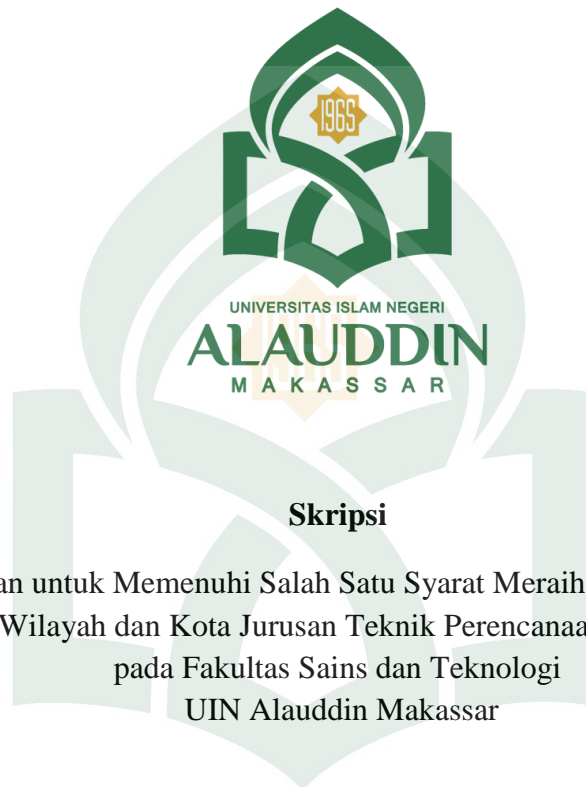 1965
UNIVERSITAS ISLAM NEGERI
ALAUDDIN
MAKASSAR
Skripsi
an untuk Memenuhi Salah Satu Syarat Meraih
Wilayah dan Kota Jurusan Teknik Perencanaa
pada Fakultas Sains dan Teknologi
UIN Alauddin Makassar